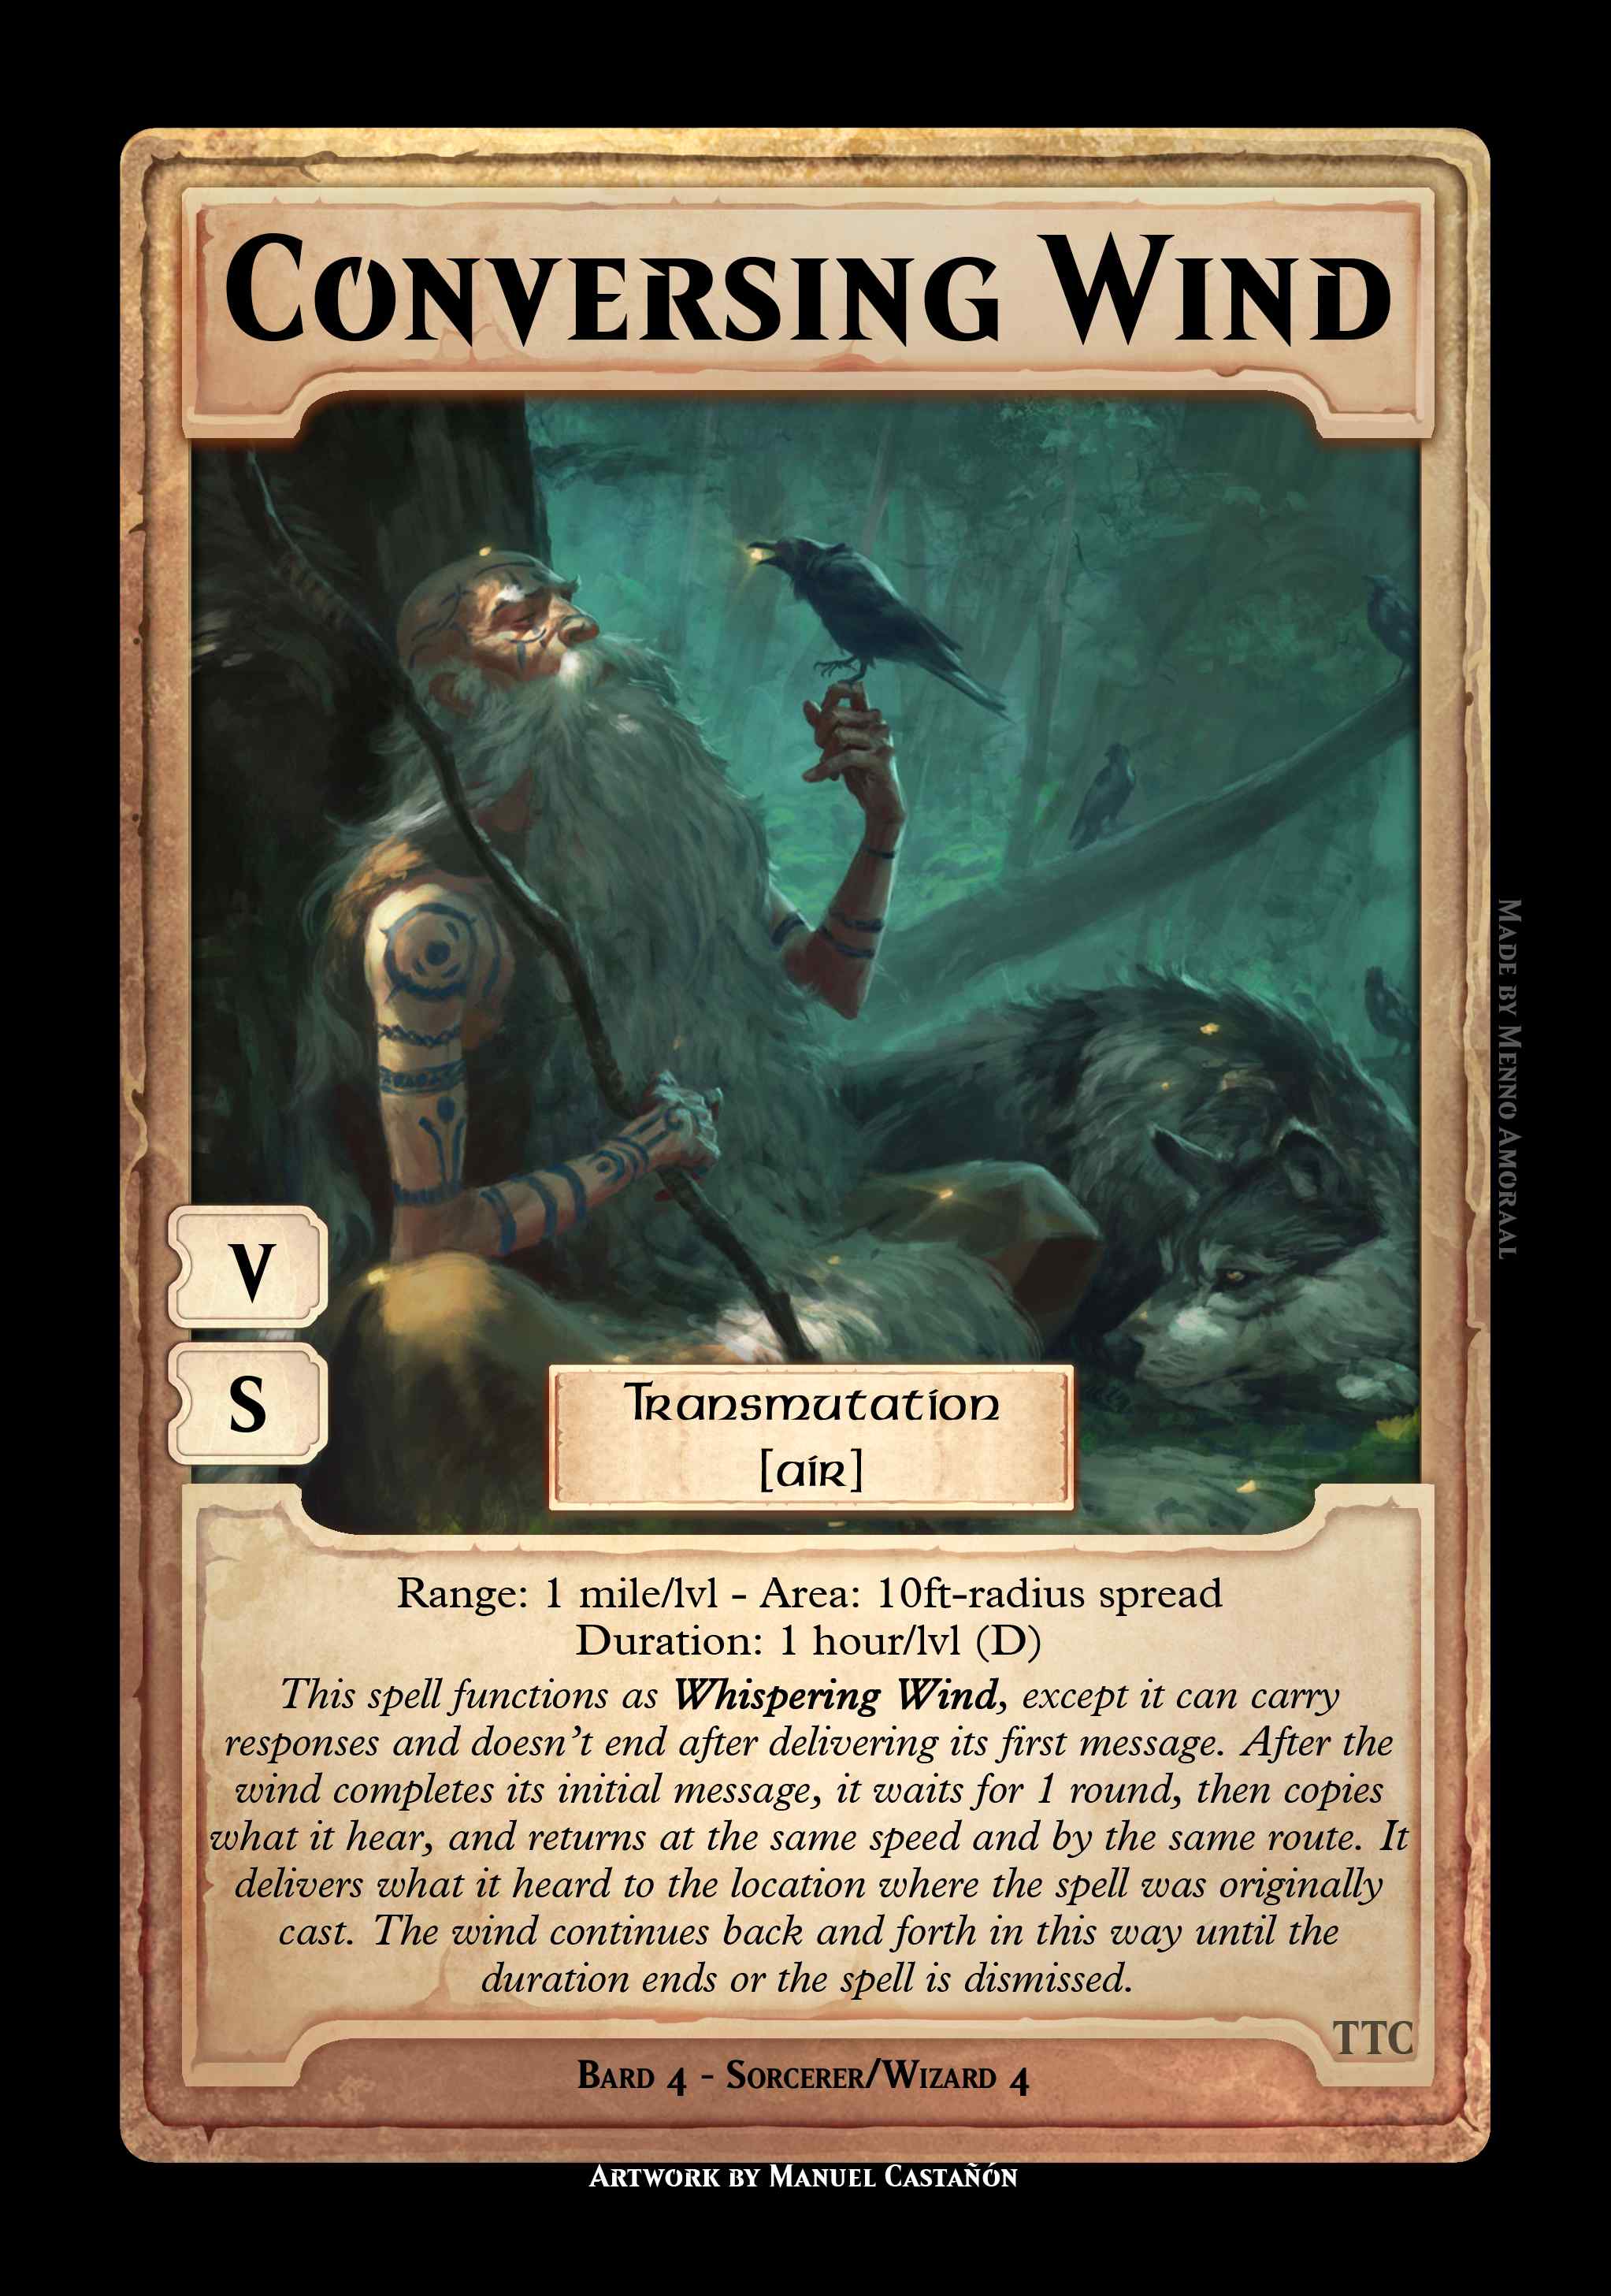 Conversing Wind
V
S
Transmutation
[air]
Range: 1 mile/lvl - Area: 10ft-radius spread
Duration: 1 hour/lvl (D)
This spell functions as Whispering Wind, except it can carry
responses and doesn't end after delivering its first message. After the
wind completes its initial message, it waits for 1 round, then copies
what it hear, and returns at the same speed and by the same route. It
delivers what it heard to the location where the spell was originally
cast. The wind continues back and forth in this way until the
duration ends or the spell is dismissed.
TTC
Bard 4 - Sorcerer/Wizard 4
Artwork by Manuel Castañón
Made by Menno Amoraal